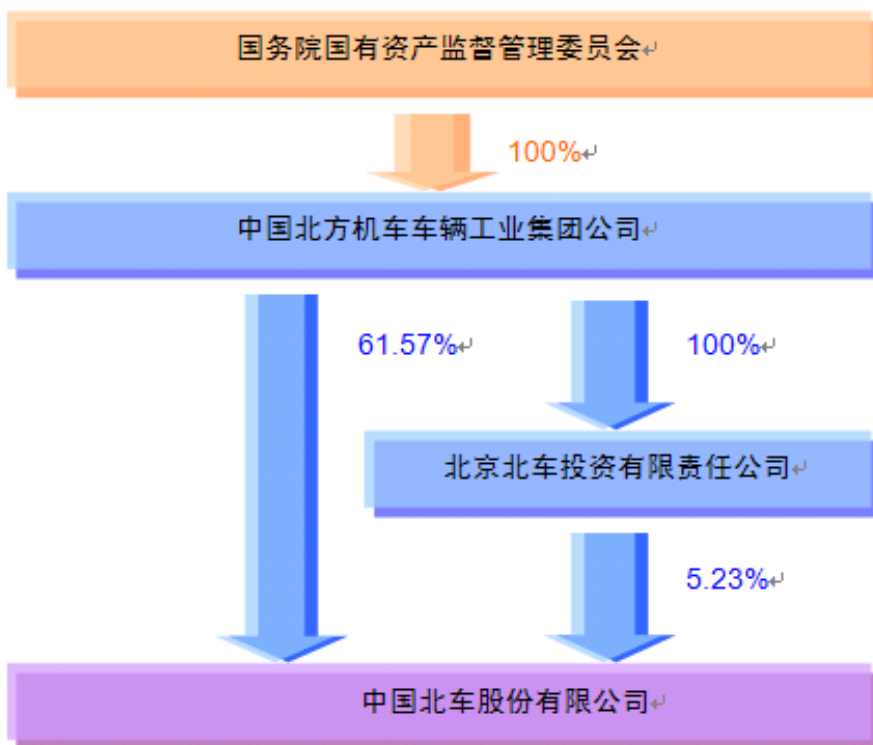 国务院国有资产监督管理委员会
100%
中国北方机车车辆工业集团公司
61.57%
100%
北京北车投资有限责任公司
5.23%
中国北车股份有限公司